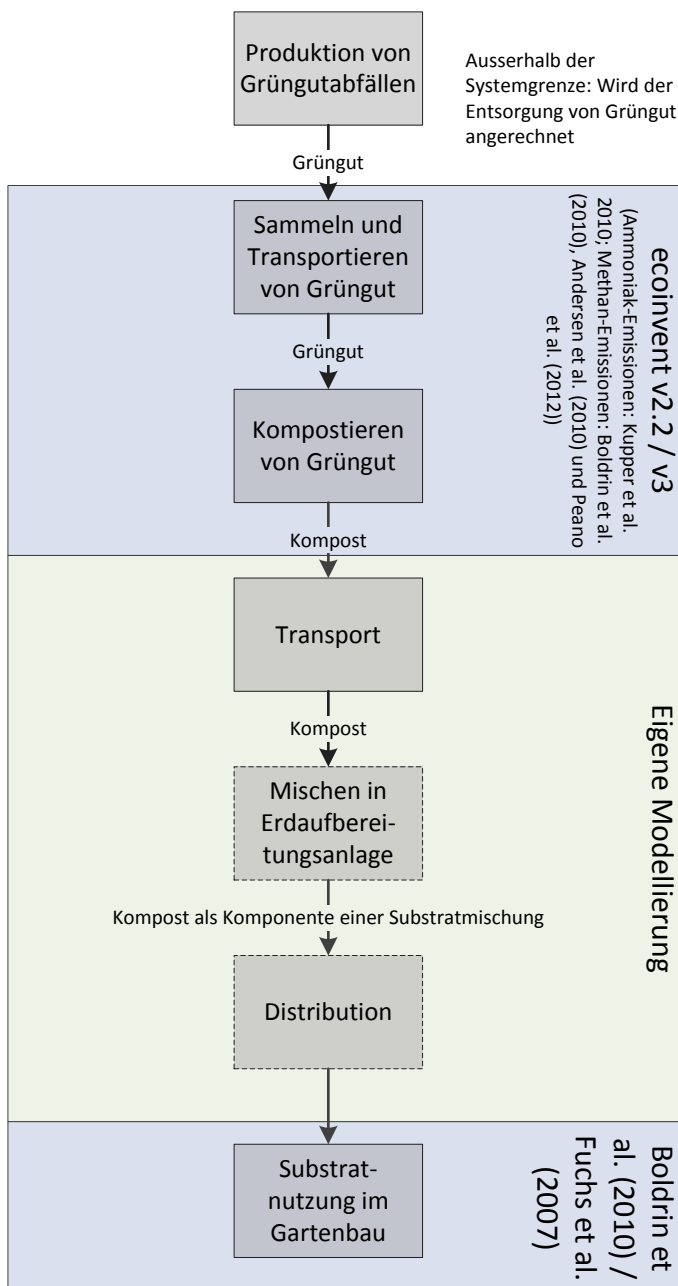 Produktion von
Grüngutabfällen
Ausserhalb der
Systemgrenze: Wird der
Entsorgung von Grüngut
angerechnet
Grüngut
Sammeln und
Transportieren
von Grüngut
Grüngut
Kompostieren
von Grüngut
ecoinvent v2.2 / v3
(Ammoniak-Emissionen: Kupper et al.
2010; Methan-Emissionen: Boldrin et al.
(2010), Andersen et al. (2010) und Peano
et al. (2012))
Kompost
Transport
Kompost
Mischen in
Erdaufberei-
tungsanlage
Kompost als Komponente einer Substratmischung
Distribution
Eigene Modellierung
Substrat-
nutzung im
Gartenbau
Boldrin et
al. (2010) /
Fuchs et al.
(2007)